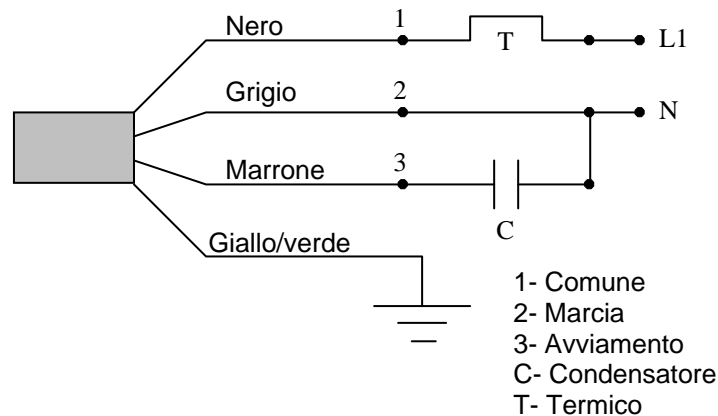 Nero
1
T
L1
Grigio
2
N
Marrone
3
C
Giallo/verde
1- Comune
2- Marcia
3- Avviamento
C- Condensatore
T- Termico